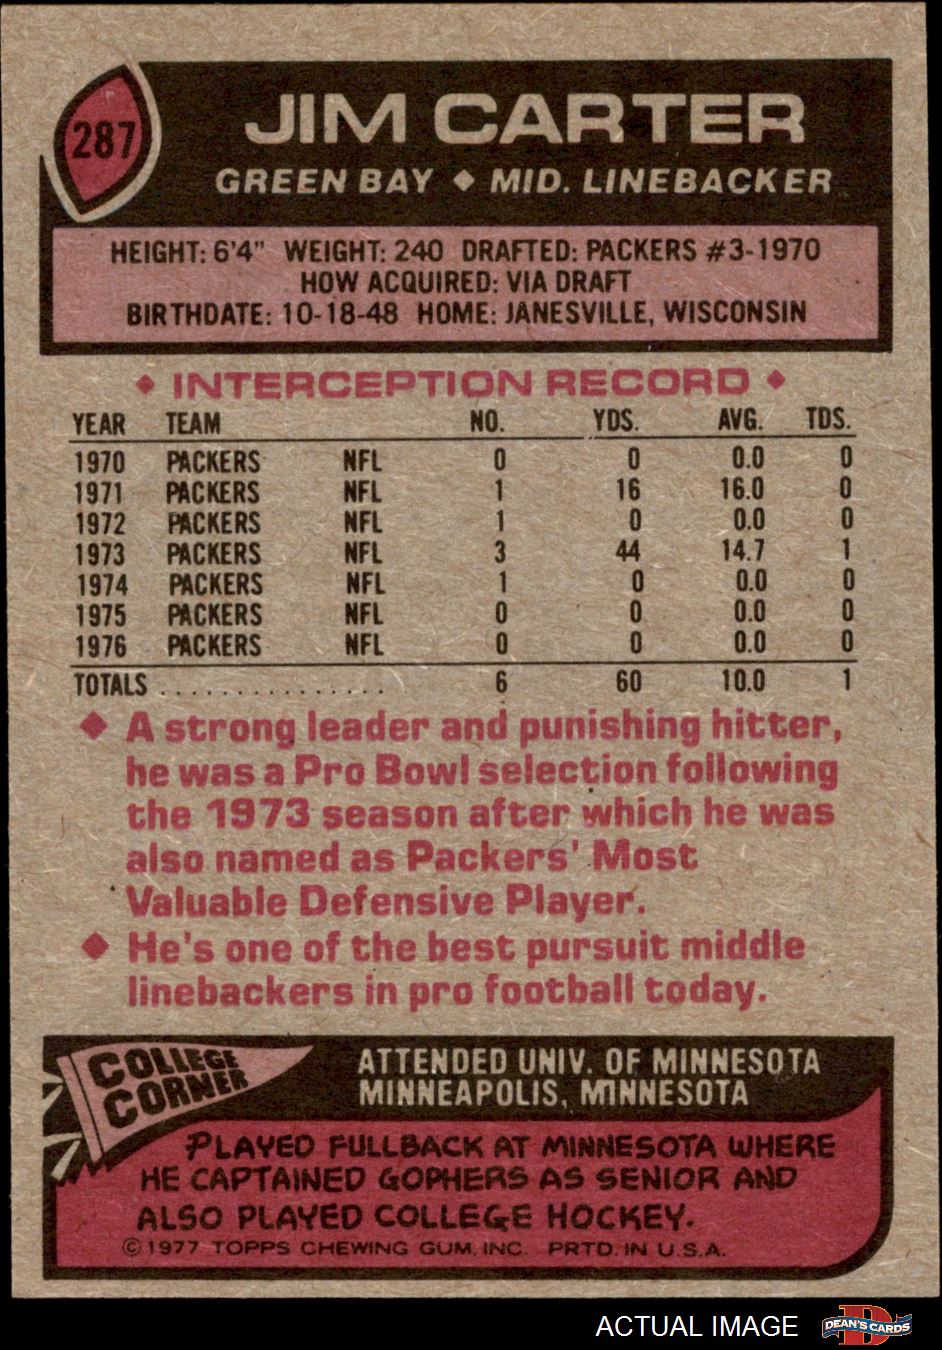 287
JIM CARTER
GREEN BAY ◆ MID. LINEBACKER
HEIGHT: 6'4" WEIGHT: 240 DRAFTED: PACKERS #3-1970
HOW ACQUIRED: VIA DRAFT
BIRTHDATE: 10-18-48 HOME: JANESVILLE, WISCONSIN
◆ INTERCEPTION RECORD ◆
YEAR TEAM NO. YDS. AVG. TDS.
1970 PACKERS NFL 0 0 0.0 0
1971 PACKERS NFL 1 16 16.0 0
1972 PACKERS NFL 1 0 0.0 0
1973 PACKERS NFL 3 44 14.7 1
1974 PACKERS NFL 1 0 0.0 0
1975 PACKERS NFL 0 0 0.0 0
1976 PACKERS NFL 0 0 0.0 0
TOTALS ............... 6 60 10.0 1
◆ A strong leader and punishing hitter,
he was a Pro Bowl selection following
the 1973 season after which he was
also named as Packers' Most
Valuable Defensive Player.
◆ He's one of the best pursuit middle
linebackers in pro football today.
COLLEGE
CORNER
ATTENDED UNIV. OF MINNESOTA
MINNEAPOLIS, MINNESOTA
PLAYED FULLBACK AT MINNESOTA WHERE
HE CAPTAINED GOPHERS AS SENIOR AND
ALSO PLAYED COLLEGE HOCKEY.
© 1977 TOPPS CHEWING GUM, INC. PRTD. IN U.S.A.
ACTUAL IMAGE
DEAN'S CARDS